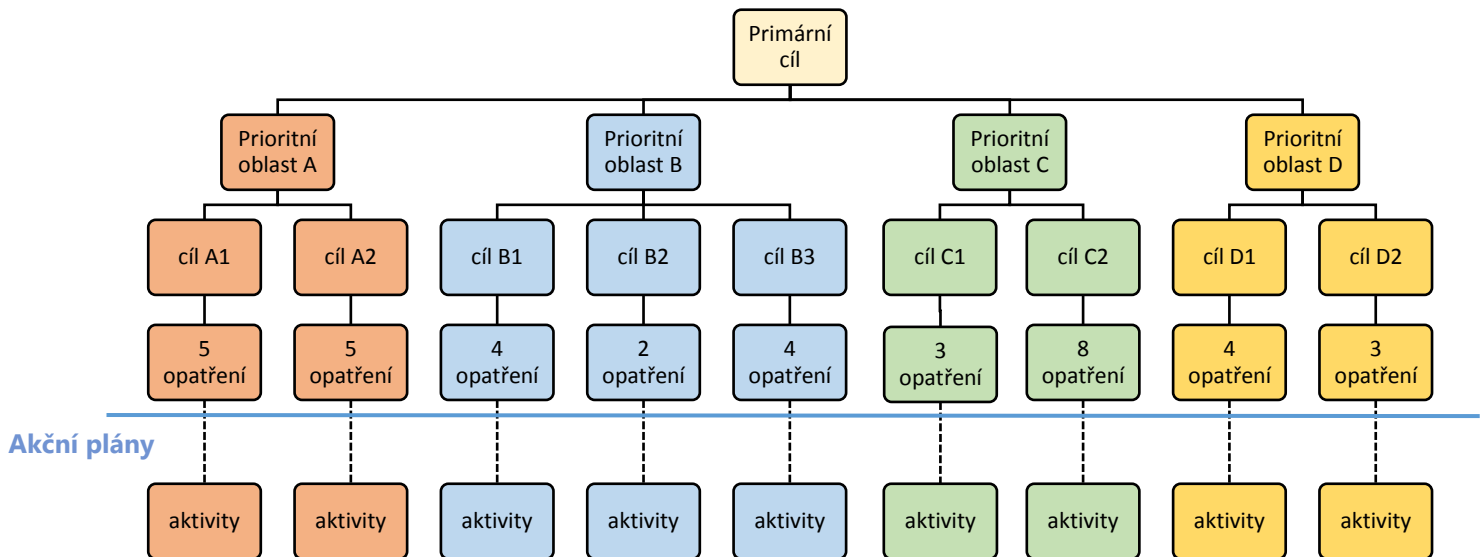 Primární
cíl
Prioritní
oblast A
Prioritní
oblast B
Prioritní
oblast C
Prioritní
oblast D
cíl A1
cíl A2
cíl B1
cíl B2
cíl B3
cíl C1
cíl C2
cíl D1
cíl D2
5
opatření
5
opatření
4
opatření
2
opatření
4
opatření
3
opatření
8
opatření
4
opatření
3
opatření
Akční plány
aktivity
aktivity
aktivity
aktivity
aktivity
aktivity
aktivity
aktivity
aktivity